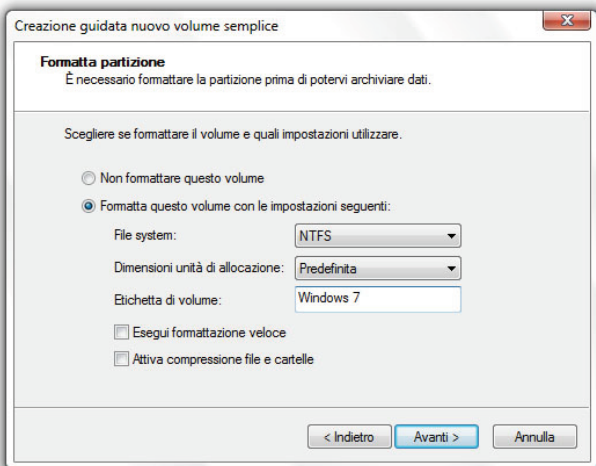 Creazione guidata nuovo volume semplice
Formatta partizione
È necessario formattare la partizione prima di potervi archiviare dati.
Scegliere se formattare il volume e quali impostazioni utilizzare.
Non formattare questo volume
Formatta questo volume con le impostazioni seguenti:
File system: NTFS
Dimensioni unità di allocazione: Predefinita
Etichetta di volume: Windows 7
Esegui formattazione veloce
Attiva compressione file e cartelle
< Indietro Avanti > Annulla